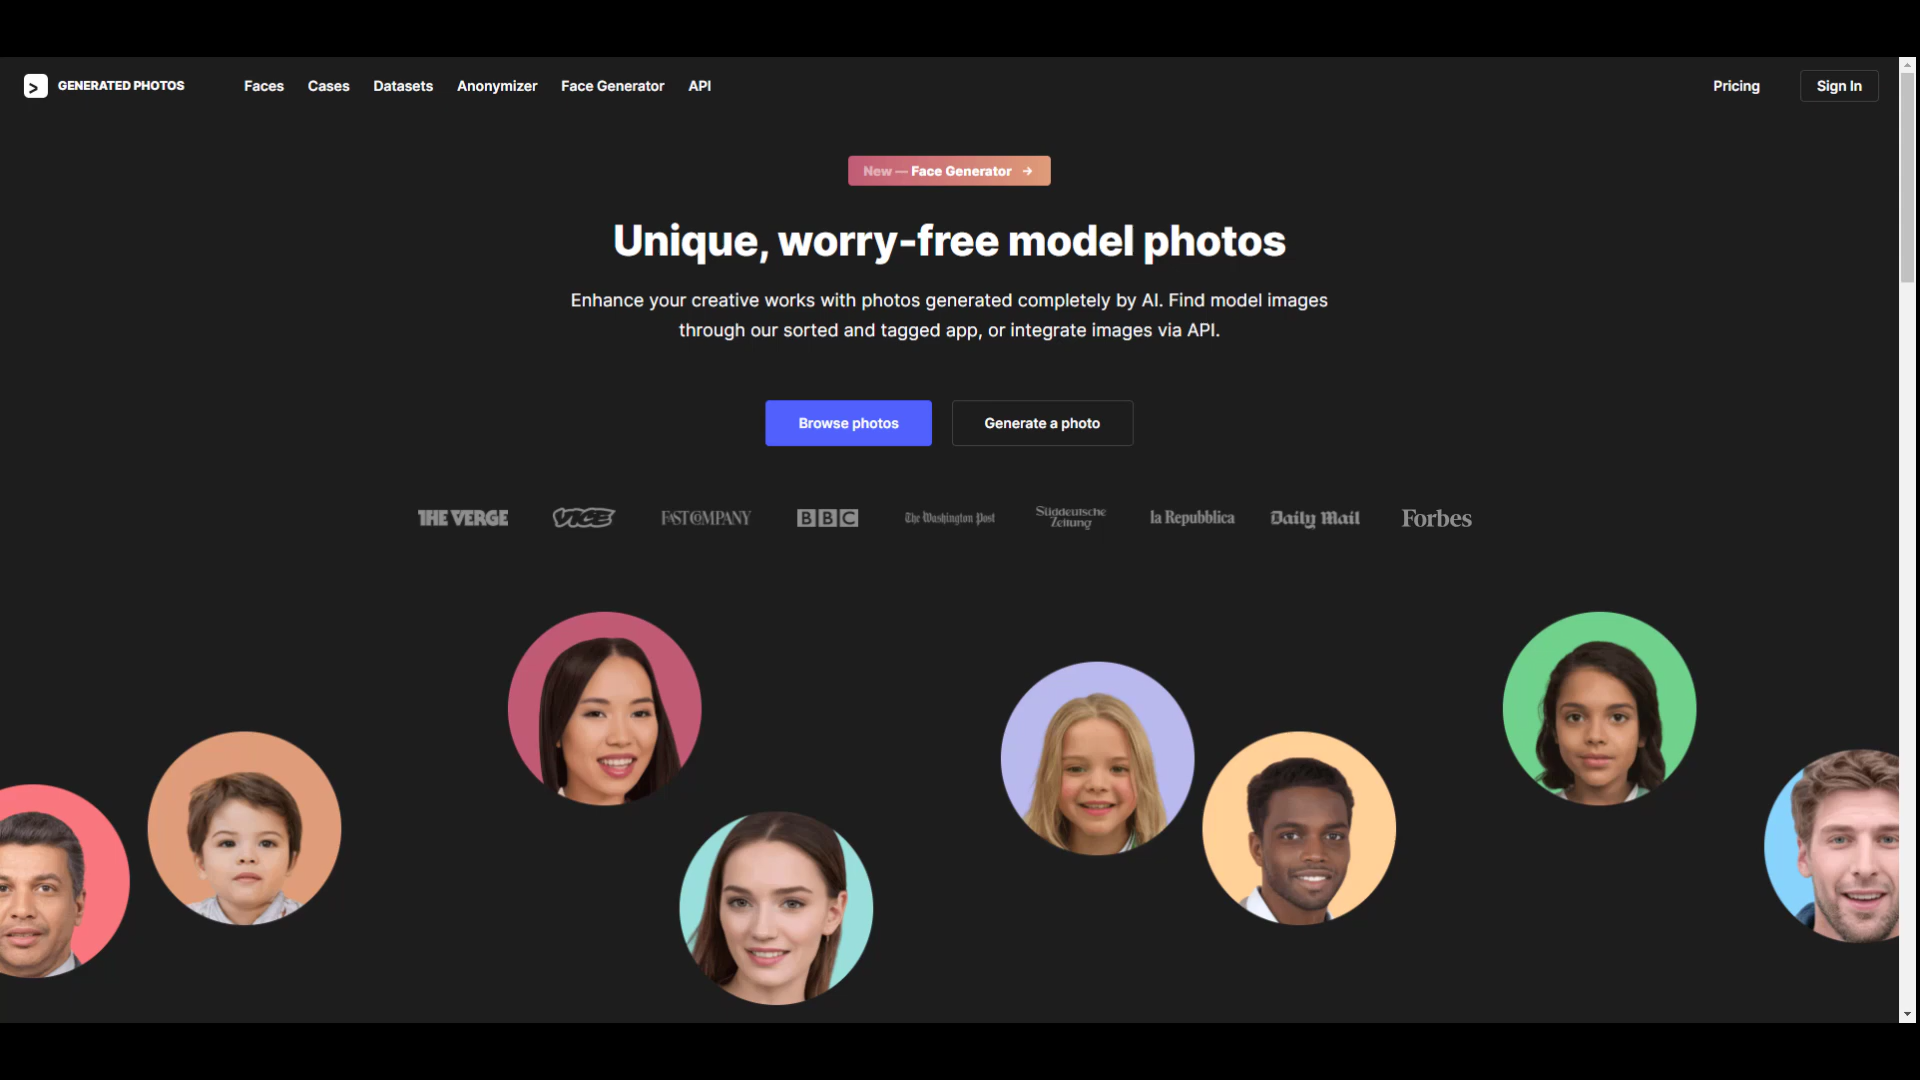 GENERATED PHOTOS
Faces
Cases
Datasets
Anonymizer
Face Generator
API
Pricing
Sign In
New — Face Generator →
Unique, worry-free model photos
Enhance your creative works with photos generated completely by AI. Find model images
through our sorted and tagged app, or integrate images via API.
Browse photos
Generate a photo
THE VERGE
VICE
FAST COMPANY
BBC
The Washington Post
Süddeutsche
Zeitung
la Repubblica
Daily Mail
Forbes